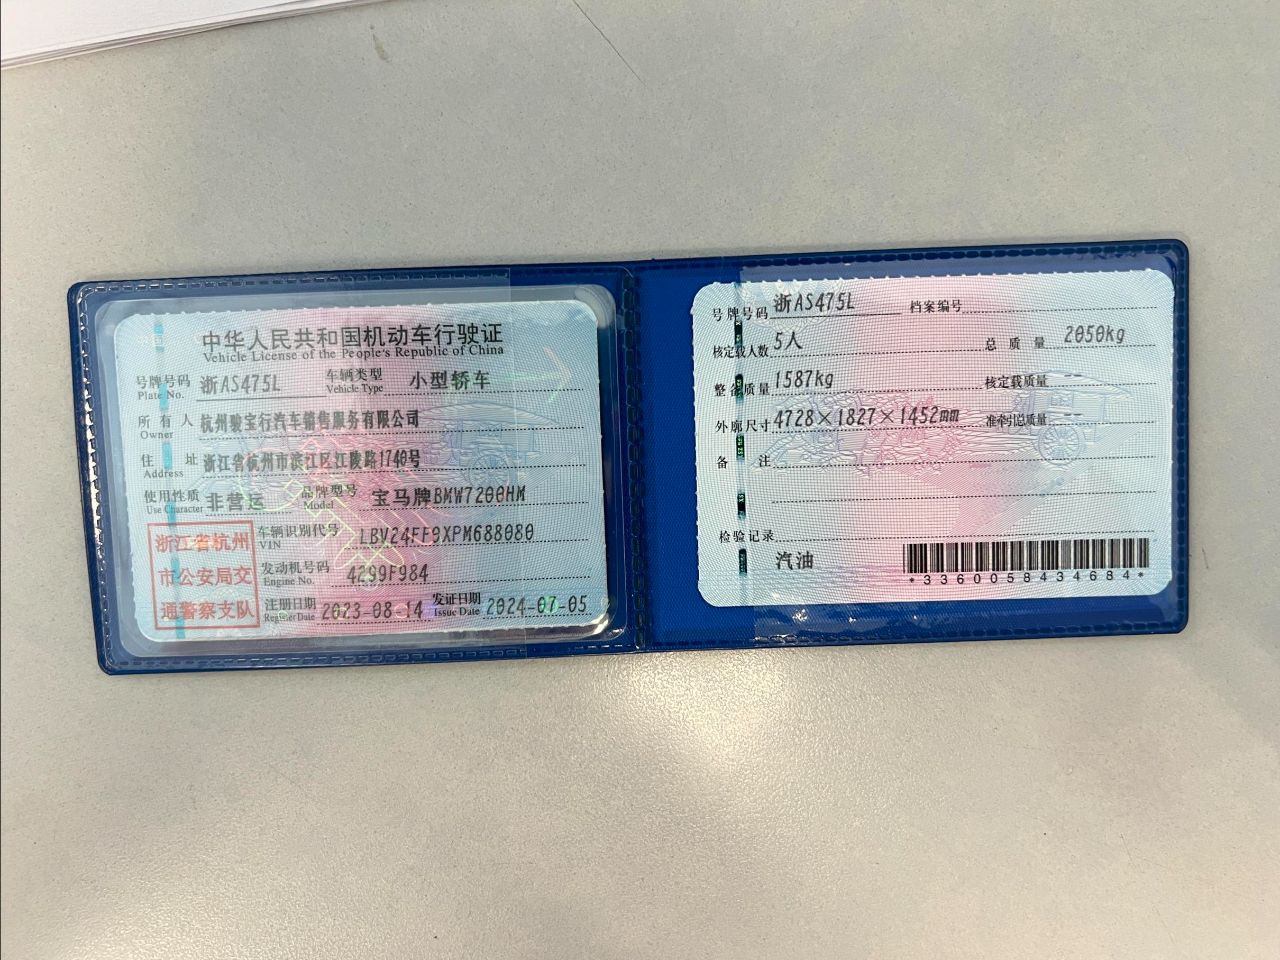 中华人民共和国机动车行驶证
Vehicle License of the People's Republic of China
号牌号码 浙AS475L 车辆类型 小型轿车
Plate No. Vehicle Type
所有人 杭州骏宝行汽车销售服务有限公司
Owner
住址 浙江省杭州市滨江区江陵路1740号
Address
使用性质 非营运 品牌型号 宝马牌BMW7200HM
Use Character Model
浙江省杭州
市公安局交
通警察支队
车辆识别代号 LBV24FF9XPM688080
VIN
发动机号码 4299F984
Engine No.
注册日期 2023-08-14 发证日期 2024-07-05
Register Date Issue Date
号牌号码 浙AS475L 档案编号
核定载人数 5人 总质量 2050kg
整备质量 1587kg 核定载质量 --
外廓尺寸 4728×1827×1452mm 准牵引总质量 --
备注
检验记录
汽油
*3360058434684*